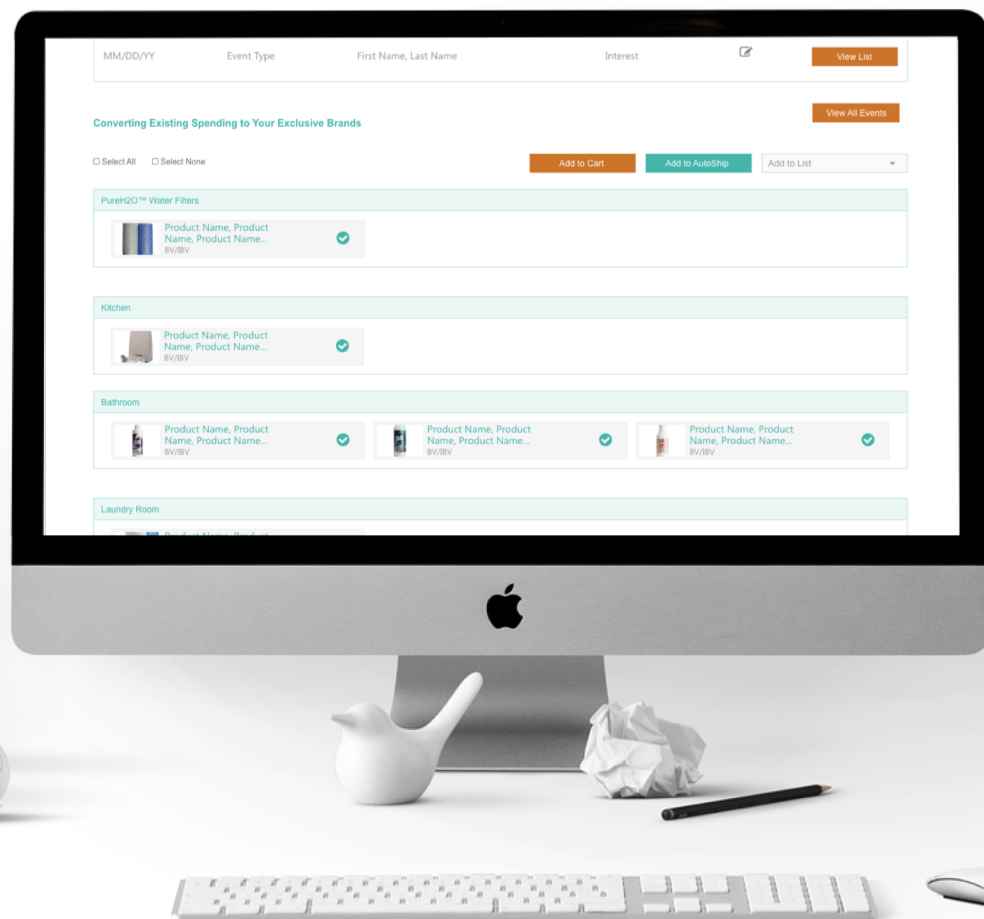 MM/DD/YY Event Type First Name, Last Name Interest View List
View All Events
Converting Existing Spending to Your Exclusive Brands
Select All Select None Add to Cart Add to AutoShip Add to List
PureH2O™ Water Filters
Product Name, Product
Name, Product Name...
BV/IBV
Kitchen
Product Name, Product
Name, Product Name...
BV/IBV
Bathroom
Product Name, Product
Name, Product Name...
BV/IBV
Product Name, Product
Name, Product Name...
BV/IBV
Product Name, Product
Name, Product Name...
BV/IBV
Laundry Room
Product Name, Product